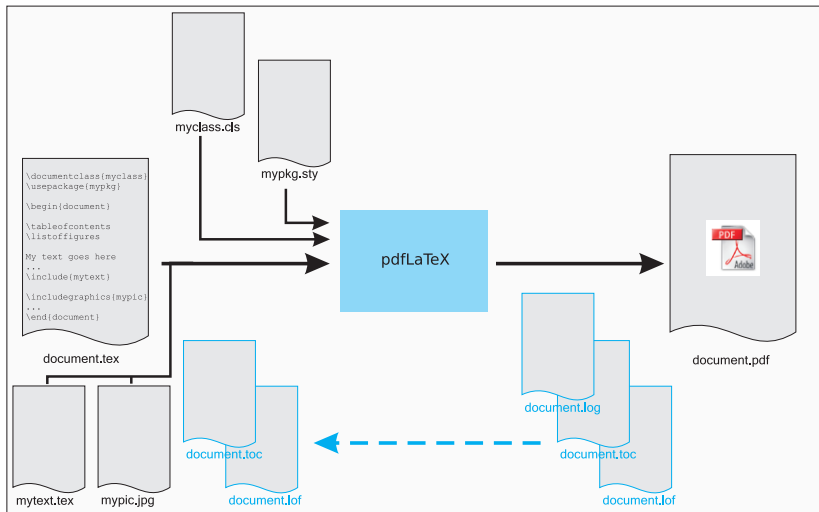 myclass.cls
mypkg.sty
\documentclass{myclass}
\usepackage{mypkg}
\begin{document}
\tableofcontents
\listoffigures
My text goes here
...
\include{mytext}
\includegraphics{mypic}
...
\end{document}
document.tex
pdfLaTeX
PDF
Adobe
document.pdf
document.log
document.toc
document.toc
document.lof
document.lof
mytext.tex
mypic.jpg